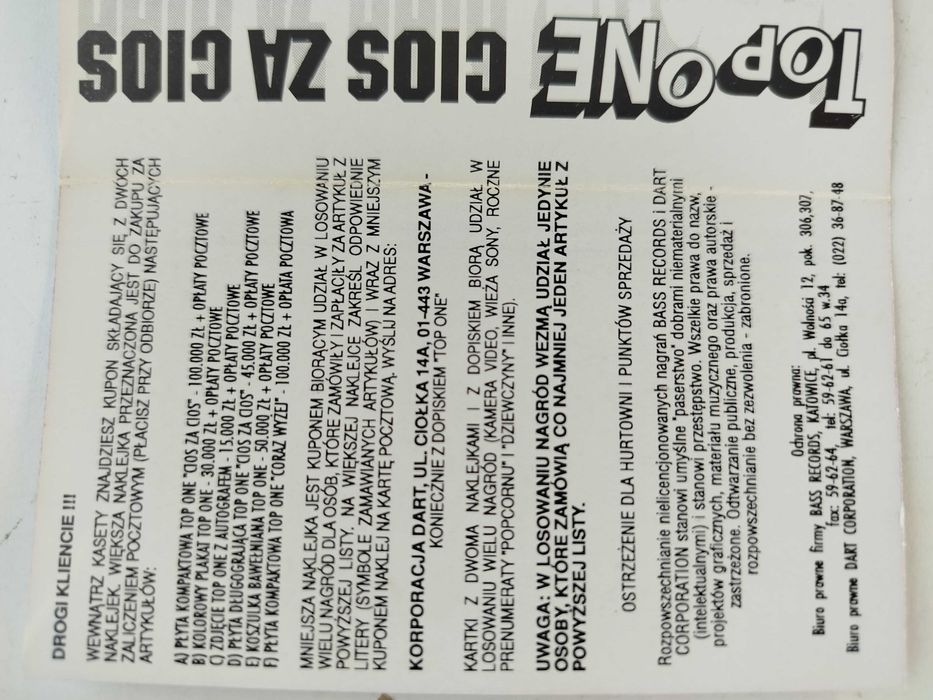 TOP ONE CIOS ZA CIOS
DROGI KLIENCIE !!!
WEWNĄTRZ KASETY ZNAJDZIESZ KUPON SKŁADAJĄCY SIĘ Z DWOCH
NAKLEJEK. WIĘKSZA NAKLEJKA PRZEZNACZONA JEST DO ZAKUPU ZA
ZALICZENIEM POCZTOWYM (PŁACISZ PRZY ODBIORZE) NASTĘPUJĄCYCH
ARTYKUŁÓW:
A) PŁYTA KOMPAKTOWA TOP ONE "CIOS ZA CIOS" - 100.000 ZŁ + OPŁATY POCZTOWE
B) KOLOROWY PLAKAT TOP ONE - 30.000 ZŁ + OPŁATY POCZTOWE
C) ZDJĘCIE TOP ONE Z AUTOGRAFEM - 15.000 ZŁ + OPŁATY POCZTOWE
D) PŁYTA DŁUGOGRAJĄCA TOP ONE "CIOS ZA CIOS" - 45.000 ZŁ + OPŁATY POCZTOWE
E) KOSZULKA BAWEŁNIANA TOP ONE - 50.000 ZŁ + OPŁATY POCZTOWE
F) PŁYTA KOMPAKTOWA TOP ONE "CORAZ WYŻEJ" - 100.000 ZŁ + OPŁATA POCZTOWA
MNIEJSZA NAKLEJKA JEST KUPONEM BIORĄCYM UDZIAŁ W LOSOWANIU
WIELU NAGRÓD DLA OSÓB, KTÓRE ZAMÓWIŁY I ZAPŁACIŁY ZA ARTYKUŁ Z
POWYŻSZEJ LISTY. NA WIĘKSZEJ NAKLEJCE ZAKREŚL ODPOWIEDNIE
LITERY (SYMBOLE ZAMAWIANYCH ARTYKUŁÓW) I WRAZ Z MNIEJSZYM
KUPONEM NAKLEJ NA KARTĘ POCZTOWĄ. WYŚLIJ NA ADRES:
KORPORACJA DART, UL. CIOŁKA 14A, 01-443 WARSZAWA -
KONIECZNIE Z DOPISKIEM "TOP ONE"
KARTKI Z DWOMA NAKLEJKAMI I Z DOPISKIEM BIORĄ UDZIAŁ W
LOSOWANIU WIELU NAGRÓD (KAMERA VIDEO, WIEŻA SONY, ROCZNE
PRENUMERATY "POPCORNU" I "DZIEWCZYNY" I INNE).
UWAGA: W LOSOWANIU NAGRÓD WEZMĄ UDZIAŁ JEDYNIE
OSOBY, KTÓRE ZAMÓWIĄ CO NAJMNIEJ JEDEN ARTYKUŁ Z
POWYŻSZEJ LISTY.
OSTRZEŻENIE DLA HURTOWNI I PUNKTÓW SPRZEDAŻY
Rozpowszechnianie nielicencjonowanych nagrań BASS RECORDS i DART
CORPORATION stanowi umyślne "paserstwo" dobrami niematerialnymi
(intelektualnymi) i stanowi przestępstwo. Wszelkie prawa do nazw,
projektów graficznych, materiału muzycznego oraz prawa autorskie -
zastrzeżone. Odtwarzanie publiczne, produkcja, sprzedaż i
rozpowszechnianie bez zezwolenia - zabronione.
Ochrona prawna:
Biuro prawne firmy BASS RECORDS, KATOWICE, pl. Wolności 12, pok. 306,307,
fax: 59-62-64, tel: 59-62-61 do 65 w.34
Biuro prawne DART CORPORATION, WARSZAWA, ul. Ciołka 14a, tel: (022) 36-87-48